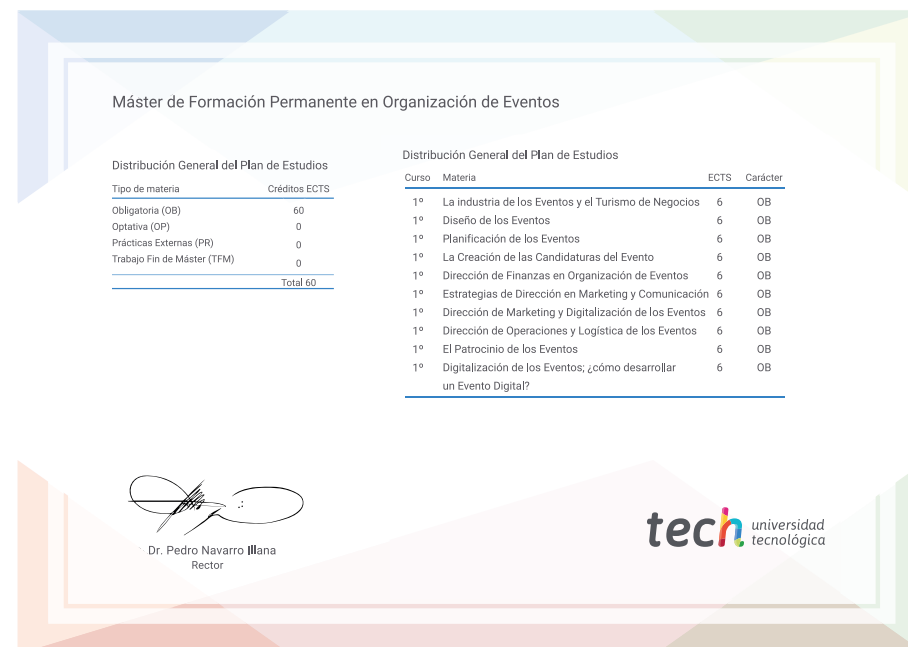 Máster de Formación Permanente en Organización de Eventos
Distribución General del Plan de Estudios
Tipo de materia Créditos ECTS
Obligatoria (OB) 60
Optativa (OP) 0
Prácticas Externas (PR) 0
Trabajo Fin de Máster (TFM) 0
Total 60
Distribución General del Plan de Estudios
Curso Materia ECTS Carácter
1º La industria de los Eventos y el Turismo de Negocios 6 OB
1º Diseño de los Eventos 6 OB
1º Planificación de los Eventos 6 OB
1º La Creación de las Candidaturas del Evento 6 OB
1º Dirección de Finanzas en Organización de Eventos 6 OB
1º Estrategias de Dirección en Marketing y Comunicación 6 OB
1º Dirección de Marketing y Digitalización de los Eventos 6 OB
1º Dirección de Operaciones y Logística de los Eventos 6 OB
1º El Patrocinio de los Eventos 6 OB
1º Digitalización de los Eventos; ¿cómo desarrollar 6 OB
un Evento Digital?
Dr. Pedro Navarro Illana
Rector
tech universidad
tecnológica